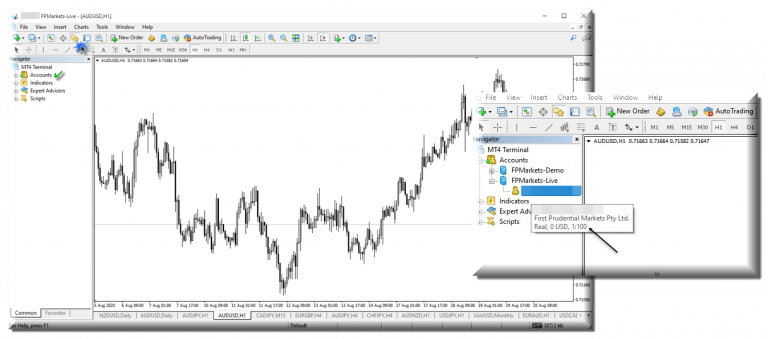 FPMarkets-Live - [AUDUSD,H1]
File View Insert Charts Tools Window Help
New Order AutoTrading
A T M1 M5 M15 M30 H1 H4 D1 W1 MN
Navigator
MT4 Terminal
Accounts
Indicators
Expert Advisors
Scripts
Common Favorites
AUDUSD,H1 0.71663 0.71664 0.71582 0.71604
0.72790
0.71050
6 Aug 09:00 7 Aug 01:00 7 Aug 17:00 10 Aug 09:00 11 Aug 01:00 11 Aug 17:00 12 Aug 09:00 13 Aug 01:00 13 Aug 17:00 14 Aug 09:00 17 Aug 01:00 17 Aug 17:00 18 Aug 09:00 19 Aug 01:00 19 Aug 17:00 20 Aug 09:00
NZDUSD,Daily AUDUSD,Daily AUDJPY,H1 AUDUSD,H1 CADJPY,M15 EURGBP,H4 AUDJPY,H4 CHFJPY,H4 AUDNZD,H1 USDJPY,H1 XAUUSD,Monthly EURAUD,H1 USDCAD
Help, press F1 Default 307/2 kb
File View Insert Charts Tools Window Help
New Order AutoTrading
A T M1 M5 M15 M30 H1 H4 D1
Navigator
MT4 Terminal
Accounts
FPMarkets-Demo
FPMarkets-Live
Indicators
Expert Adv
Scripts
First Prudential Markets Pty Ltd.
Real, 0 USD, 1:100
AUDUSD,H1 0.71663 0.71664 0.71582 0.71647